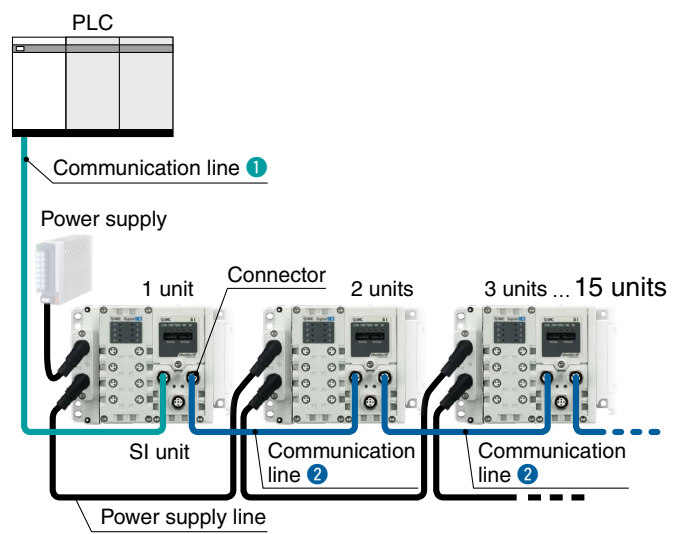 PLC
Communication line 1
Power supply
1 unit
Connector
2 units
3 units ... 15 units
SI unit
Communication
line 2
Communication
line 2
Power supply line